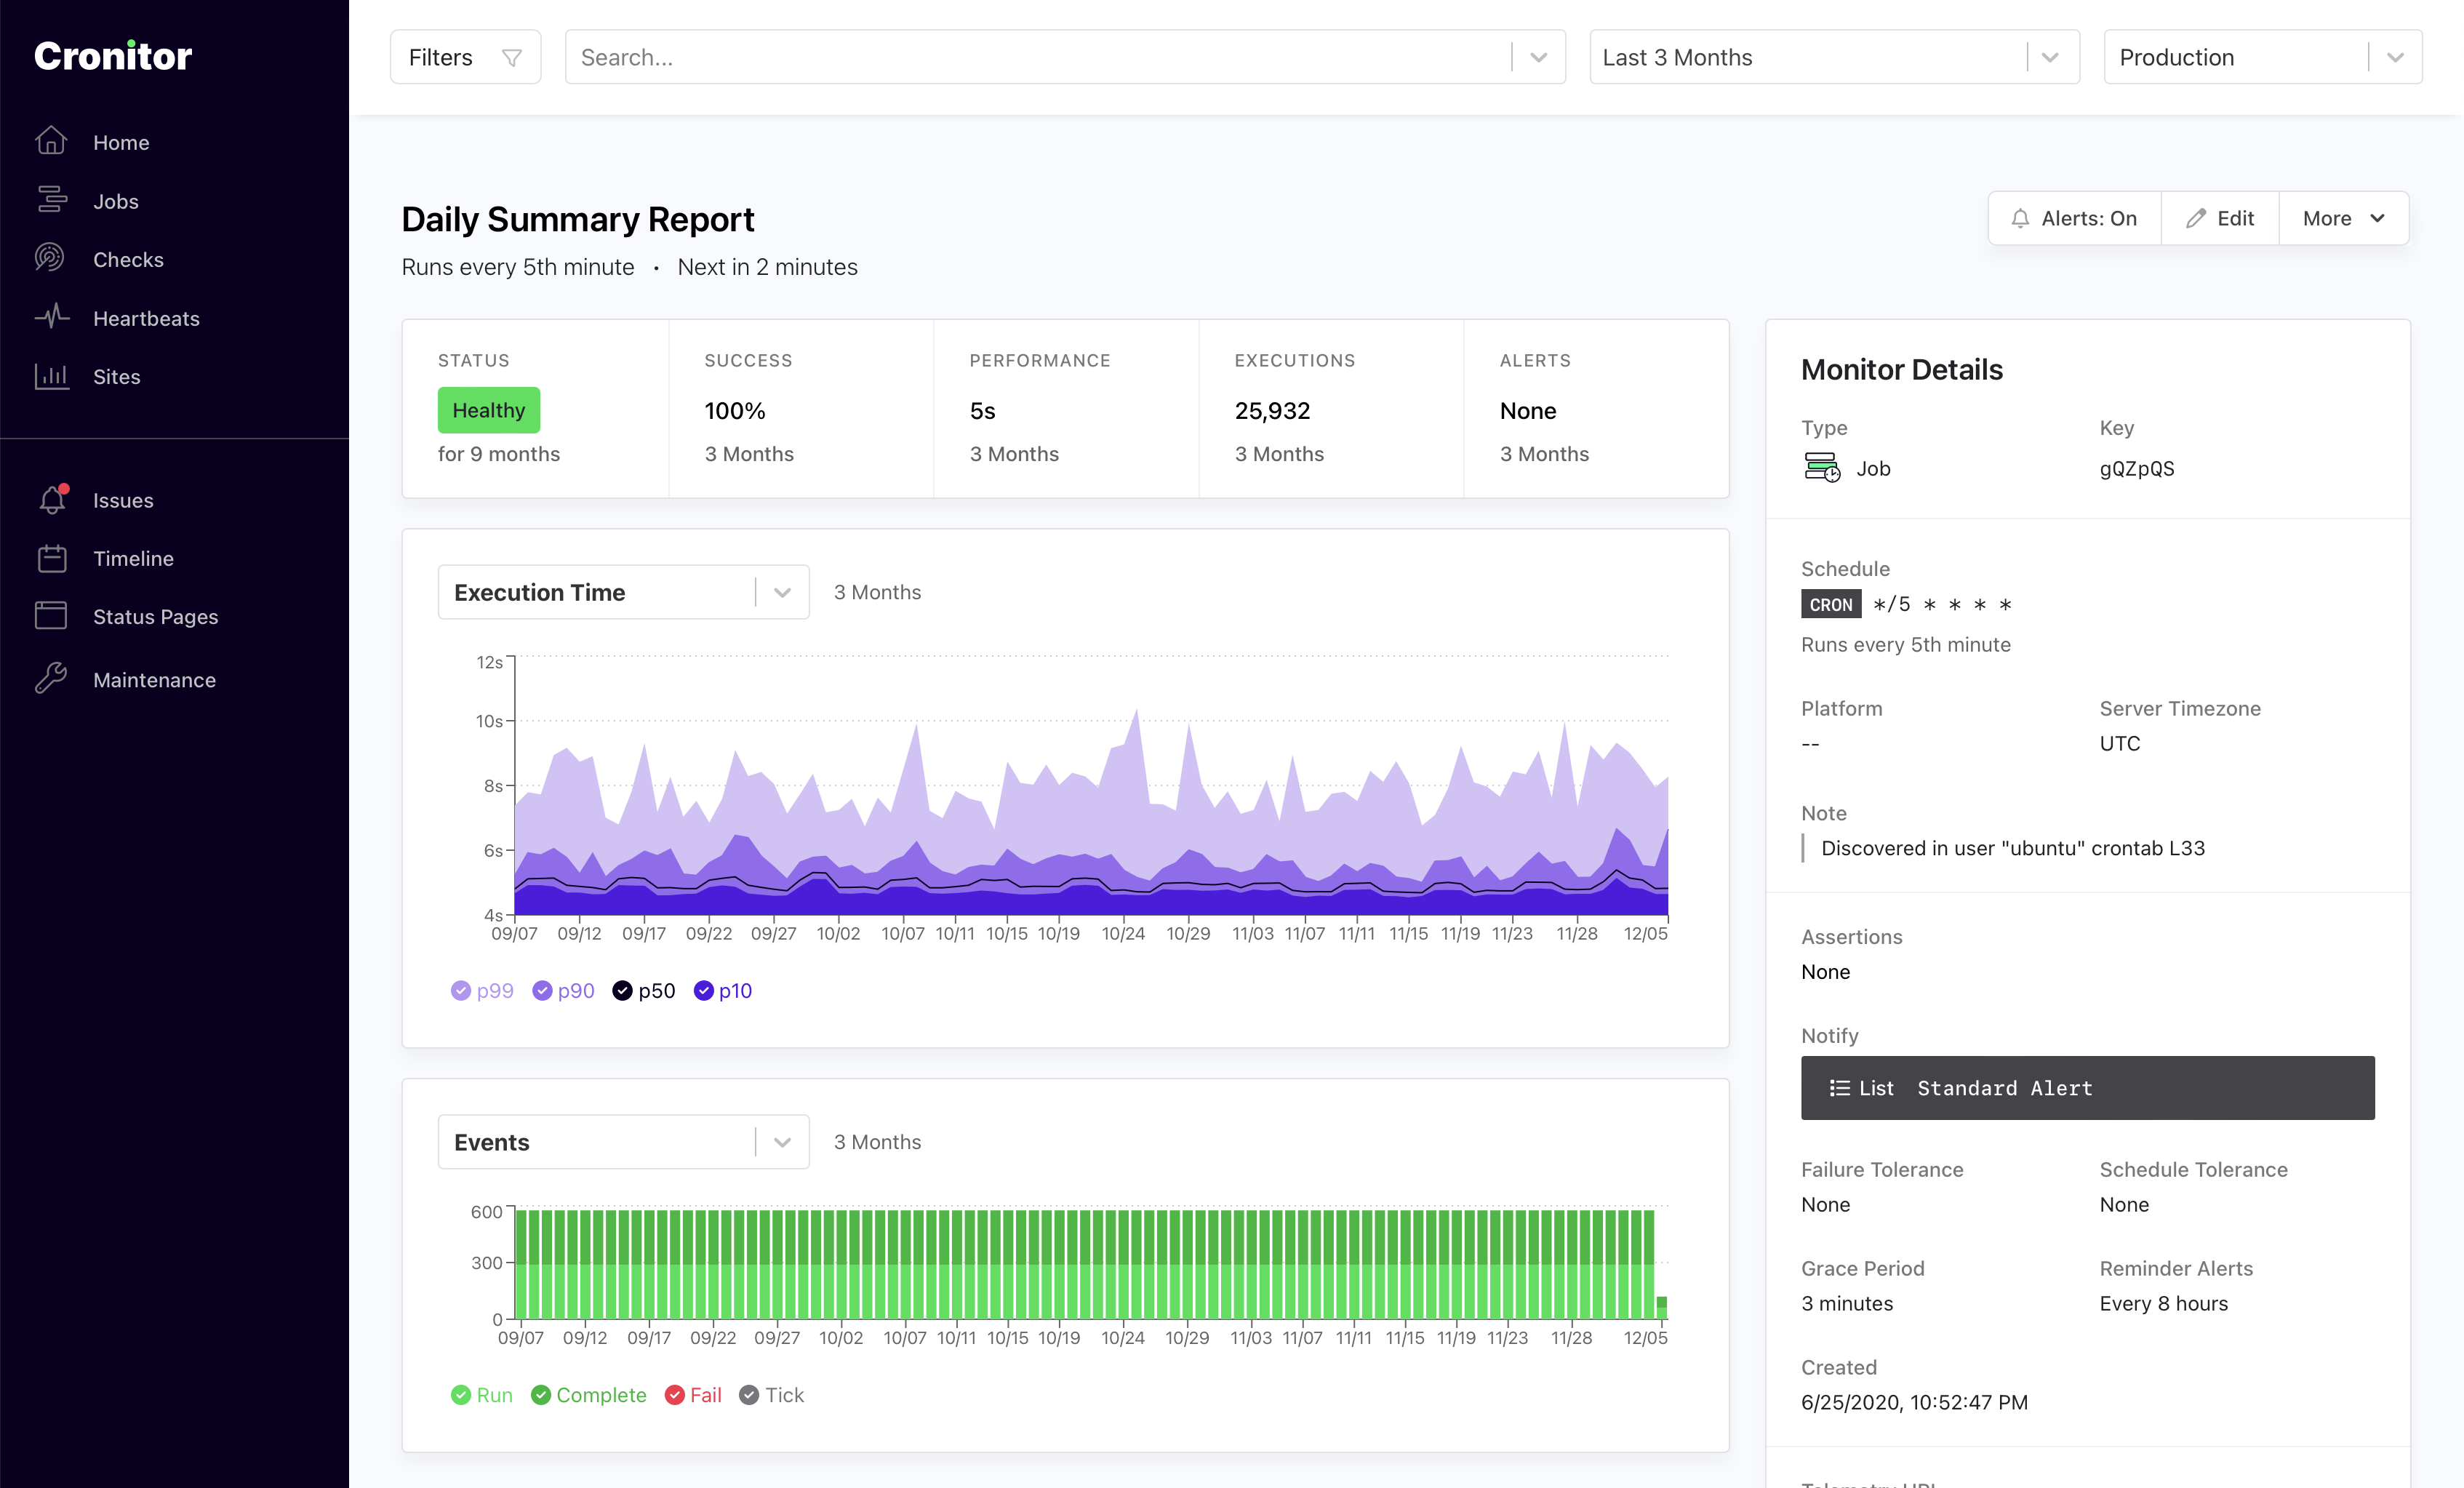 Cronitor
Home
Jobs
Checks
Heartbeats
Sites
Issues
Timeline
Status Pages
Maintenance
Filters
Search...
Last 3 Months
Production
Daily Summary Report
Runs every 5th minute • Next in 2 minutes
Alerts: On
Edit
More
STATUS
Healthy
for 9 months
SUCCESS
100%
3 Months
PERFORMANCE
5s
3 Months
EXECUTIONS
25,932
3 Months
ALERTS
None
3 Months
Execution Time
3 Months
12s
10s
8s
6s
4s
09/07 09/12 09/17 09/22 09/27 10/02 10/07 10/11 10/15 10/19 10/24 10/29 11/03 11/07 11/11 11/15 11/19 11/23 11/28 12/05
p99 p90 p50 p10
Events
3 Months
600
300
0
09/07 09/12 09/17 09/22 09/27 10/02 10/07 10/11 10/15 10/19 10/24 10/29 11/03 11/07 11/11 11/15 11/19 11/23 11/28 12/05
Run Complete Fail Tick
Monitor Details
Type
Job
Key
gQZpQS
Schedule
CRON */5 * * * *
Runs every 5th minute
Platform
--
Server Timezone
UTC
Note
Discovered in user "ubuntu" crontab L33
Assertions
None
Notify
List Standard Alert
Failure Tolerance
None
Schedule Tolerance
None
Grace Period
3 minutes
Reminder Alerts
Every 8 hours
Created
6/25/2020, 10:52:47 PM